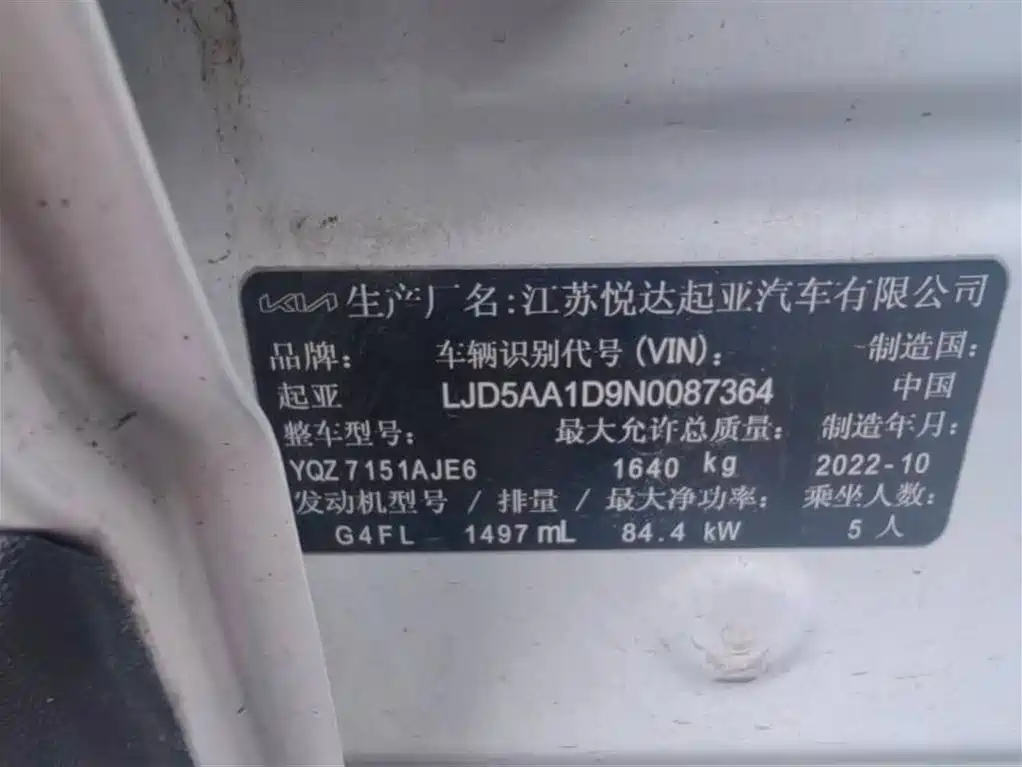 KIA 生产厂名:江苏悦达起亚汽车有限公司
品牌: 车辆识别代号(VIN): 制造国:
起亚 LJD5AA1D9N0087364 中国
整车型号: 最大允许总质量: 制造年月:
YQZ7151AJE6 1640 kg 2022-10
发动机型号 / 排量 / 最大净功率: 乘坐人数:
G4FL 1497 mL 84.4 kW 5 人